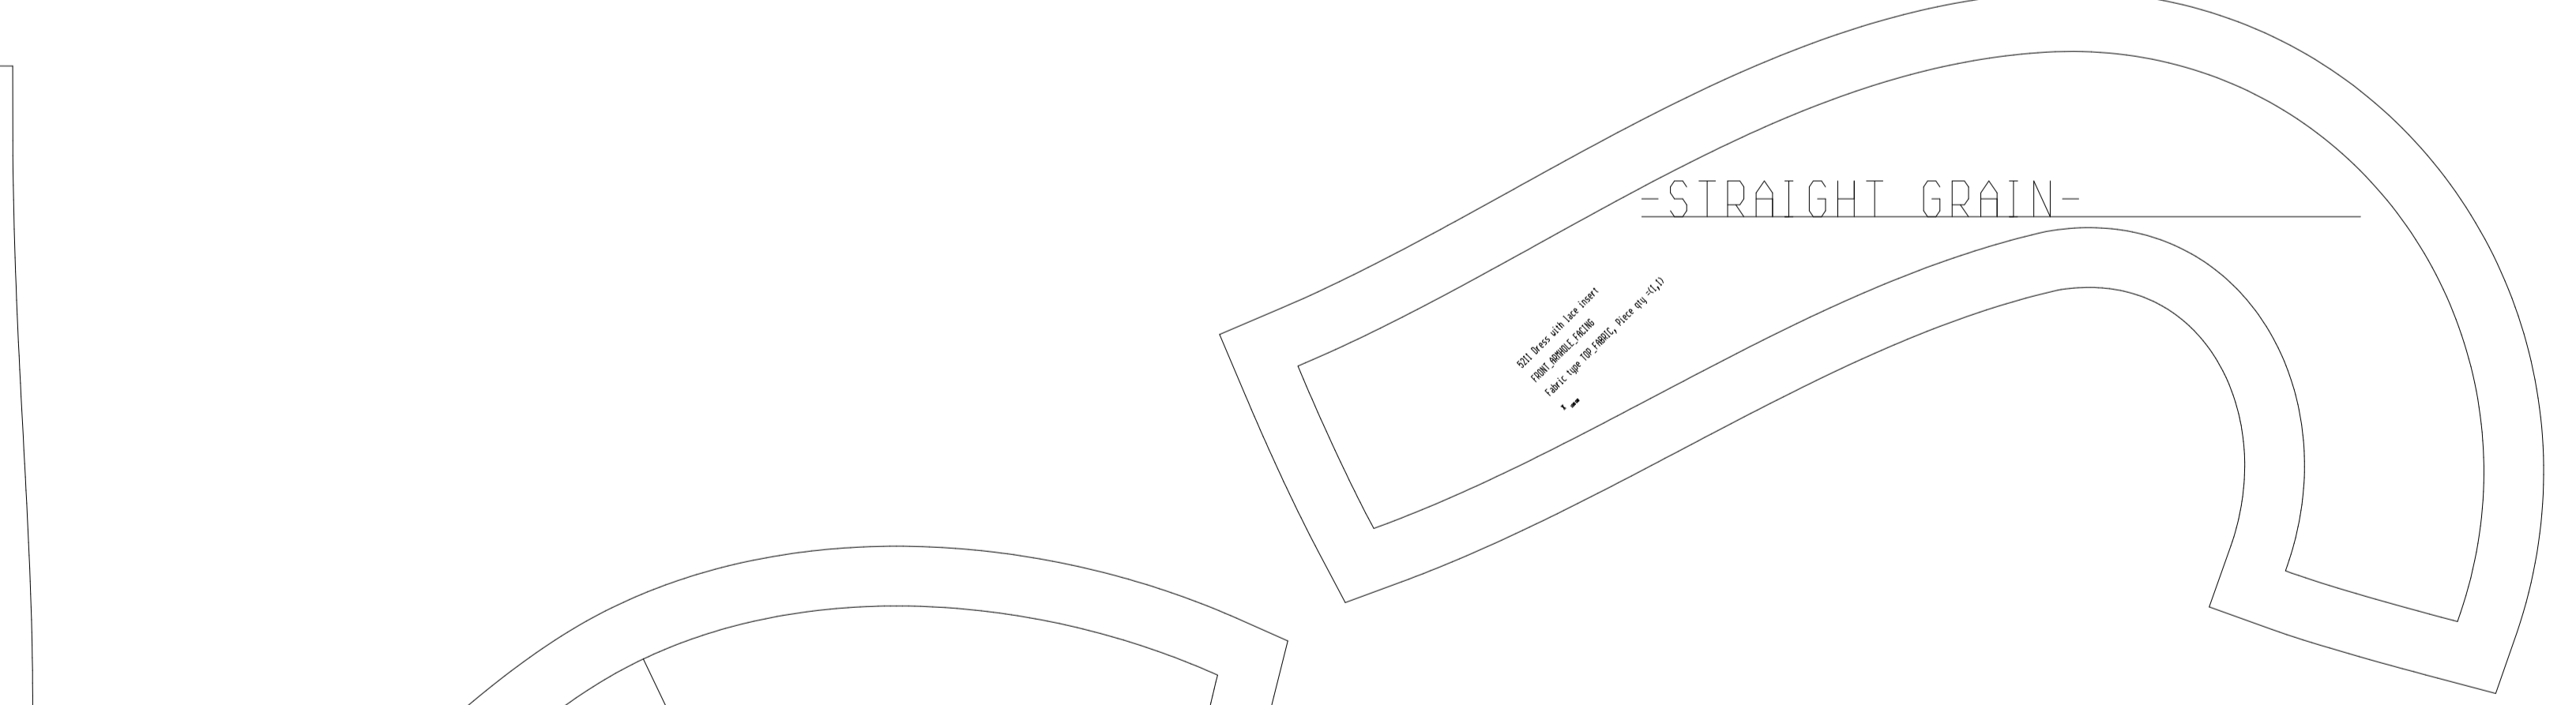 -STRAIGHT GRAIN-
5211 Dress with lace insert
FRONT_ARMHOLE_FACING
Fabric type TOP_FABRIC, Piece qty =(1,1)